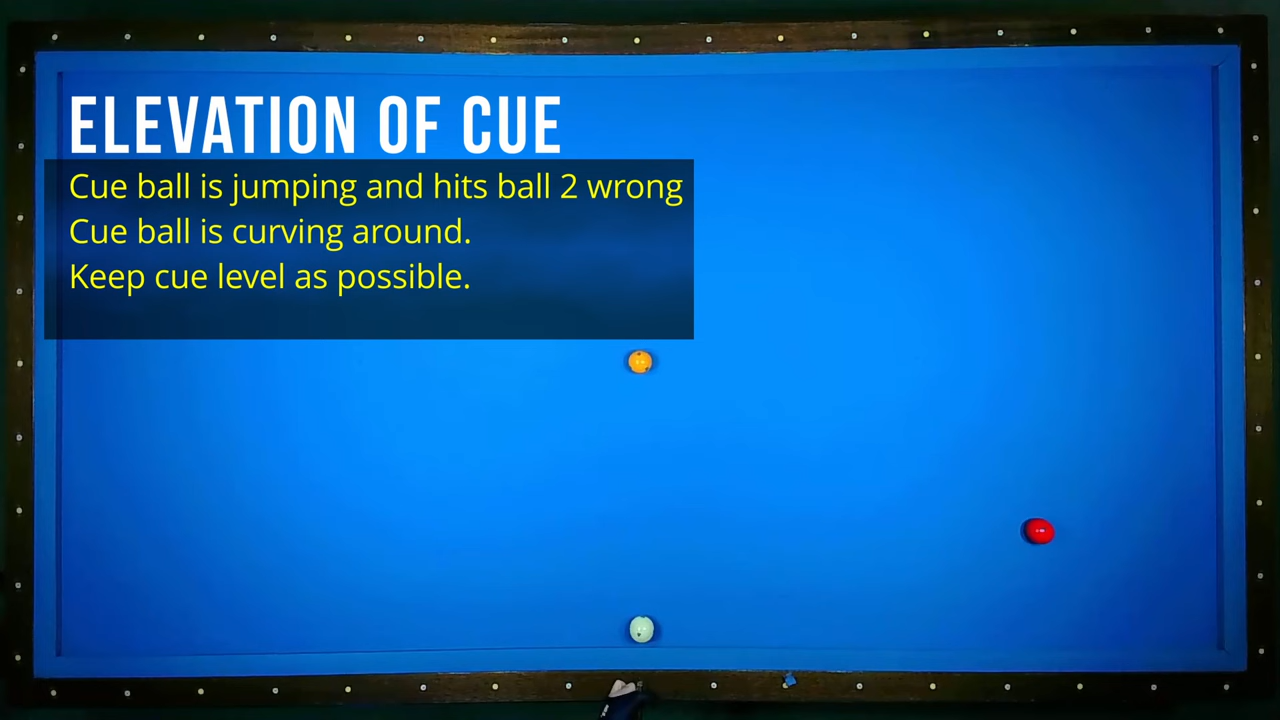 ELEVATION OF CUE
Cue ball is jumping and hits ball 2 wrong
Cue ball is curving around.
Keep cue level as possible.